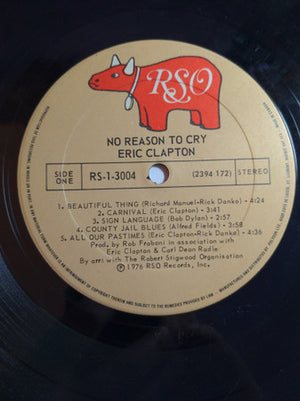 RSO
NO REASON TO CRY
ERIC CLAPTON
SIDE ONE
RS-1-3004
(2394 172)
STEREO
1. BEAUTIFUL THING (Richard Manuel-Rick Danko) - 4:24
2. CARNIVAL (Eric Clapton) - 3:41
3. SIGN LANGUAGE (Bob Dylan) - 2:57
4. COUNTY JAIL BLUES (Alfred Fields) - 3:58
5. ALL OUR PASTIMES (Eric Clapton-Rick Danko) - 4:36
Prod. by Rob Fraboni in association with
Eric Clapton & Carl Dean Radle
By arr: with The Robert Stigwood Organisation
℗ 1976 RSO Records, Inc.